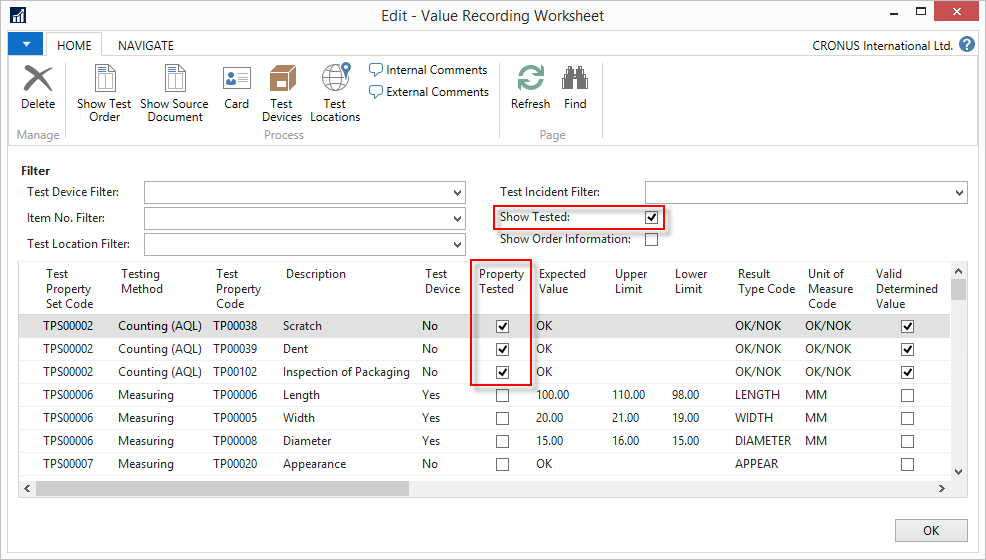 Edit - Value Recording Worksheet
HOME NAVIGATE CRONUS International Ltd. ?
Delete
Show Test Order
Show Source Document
Card
Test Devices
Test Locations
Internal Comments
External Comments
Refresh
Find
Manage Process Page
Filter
Test Device Filter: Test Incident Filter:
Item No. Filter: Show Tested:
Test Location Filter: Show Order Information:
Test Property Set Code Testing Method Test Property Code Description Test Device Property Tested Expected Value Upper Limit Lower Limit Result Type Code Unit of Measure Code Valid Determined Value
TPS00002 Counting (AQL) TP00038 Scratch No OK OK/NOK OK/NOK
TPS00002 Counting (AQL) TP00039 Dent No OK OK/NOK OK/NOK
TPS00002 Counting (AQL) TP00102 Inspection of Packaging No OK OK/NOK OK/NOK
TPS00006 Measuring TP00006 Length Yes 100.00 110.00 98.00 LENGTH MM
TPS00006 Measuring TP00005 Width Yes 20.00 21.00 19.00 WIDTH MM
TPS00006 Measuring TP00008 Diameter Yes 15.00 16.00 15.00 DIAMETER MM
TPS00007 Measuring TP00020 Appearance No OK APPEAR
OK